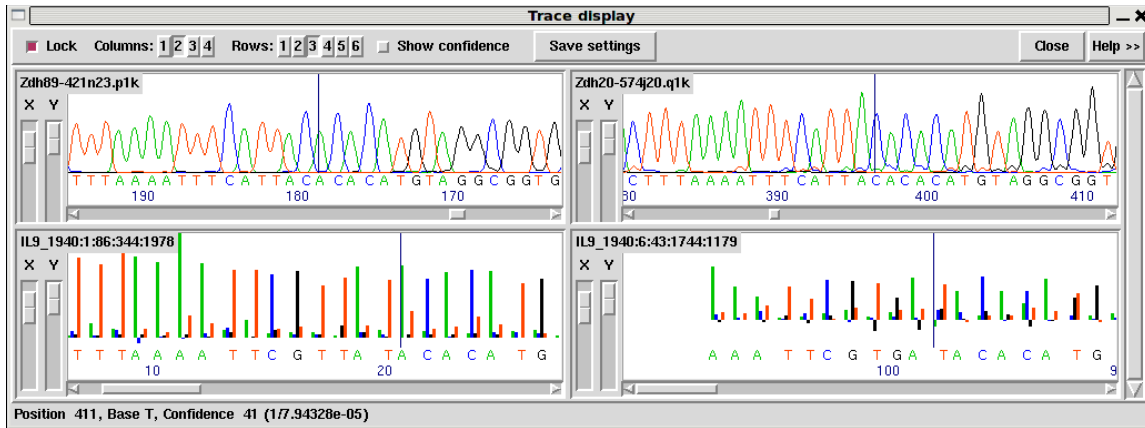 Trace display
Lock Columns: 1 2 3 4 Rows: 1 2 3 4 5 6 Show confidence Save settings Close Help >>
Zdh89-421n23.p1k
X Y
T T T A A A A T T T C A T T A C A C A C A T G T A G G C G G T G
190 180 170
Zdh20-574j20.q1k
X Y
C T T T A A A A T T T C A T T A C A C A C A T G T A G G C G G T
80 390 400 410
IL9_1940:1:86:344:1978
X Y
T T T A A A A T T C G T T A T A C A C A T G
10 20
IL9_1940:6:43:1744:1179
X Y
A A A T T C G T G A T A C A C A T G
100 9
Position 411, Base T, Confidence 41 (1/7.94328e-05)